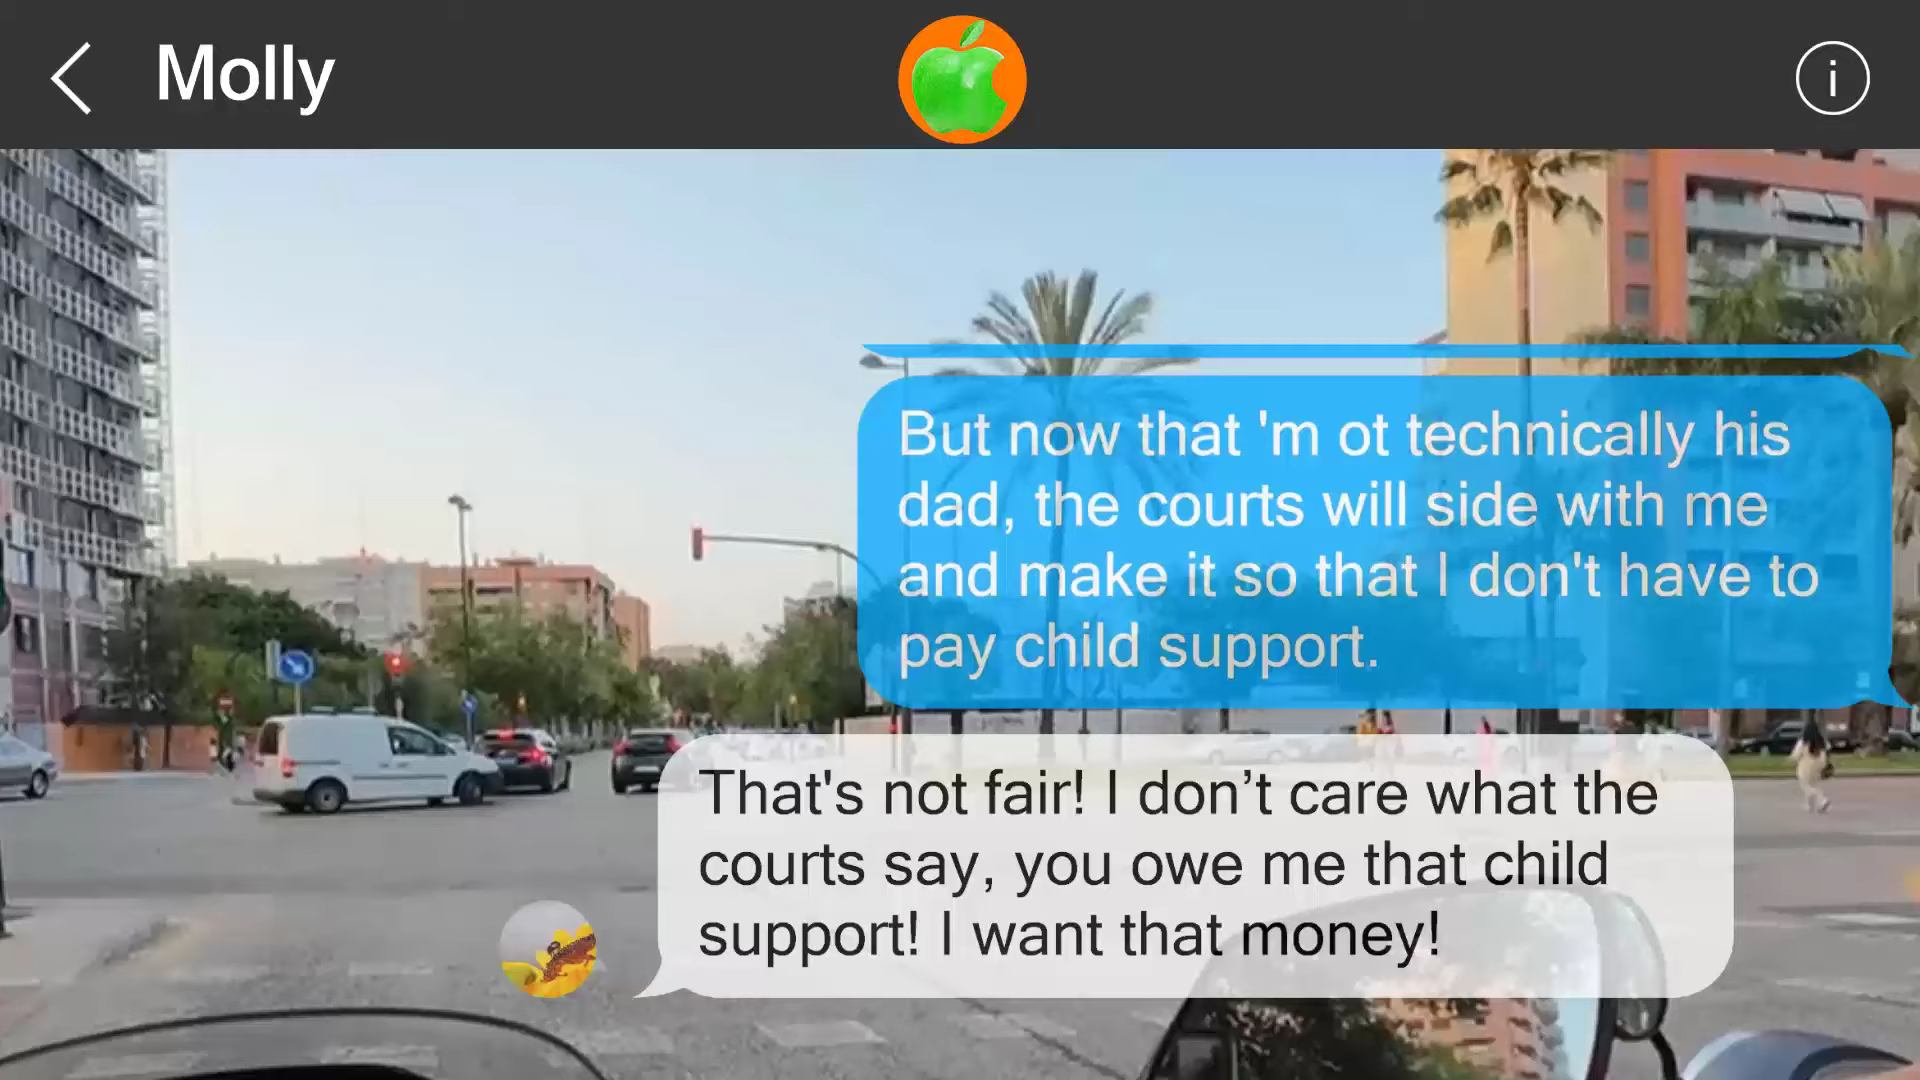 Molly
i
But now that 'm ot technically his
dad, the courts will side with me
and make it so that I don't have to
pay child support.
That's not fair! I don’t care what the
courts say, you owe me that child
support! I want that money!